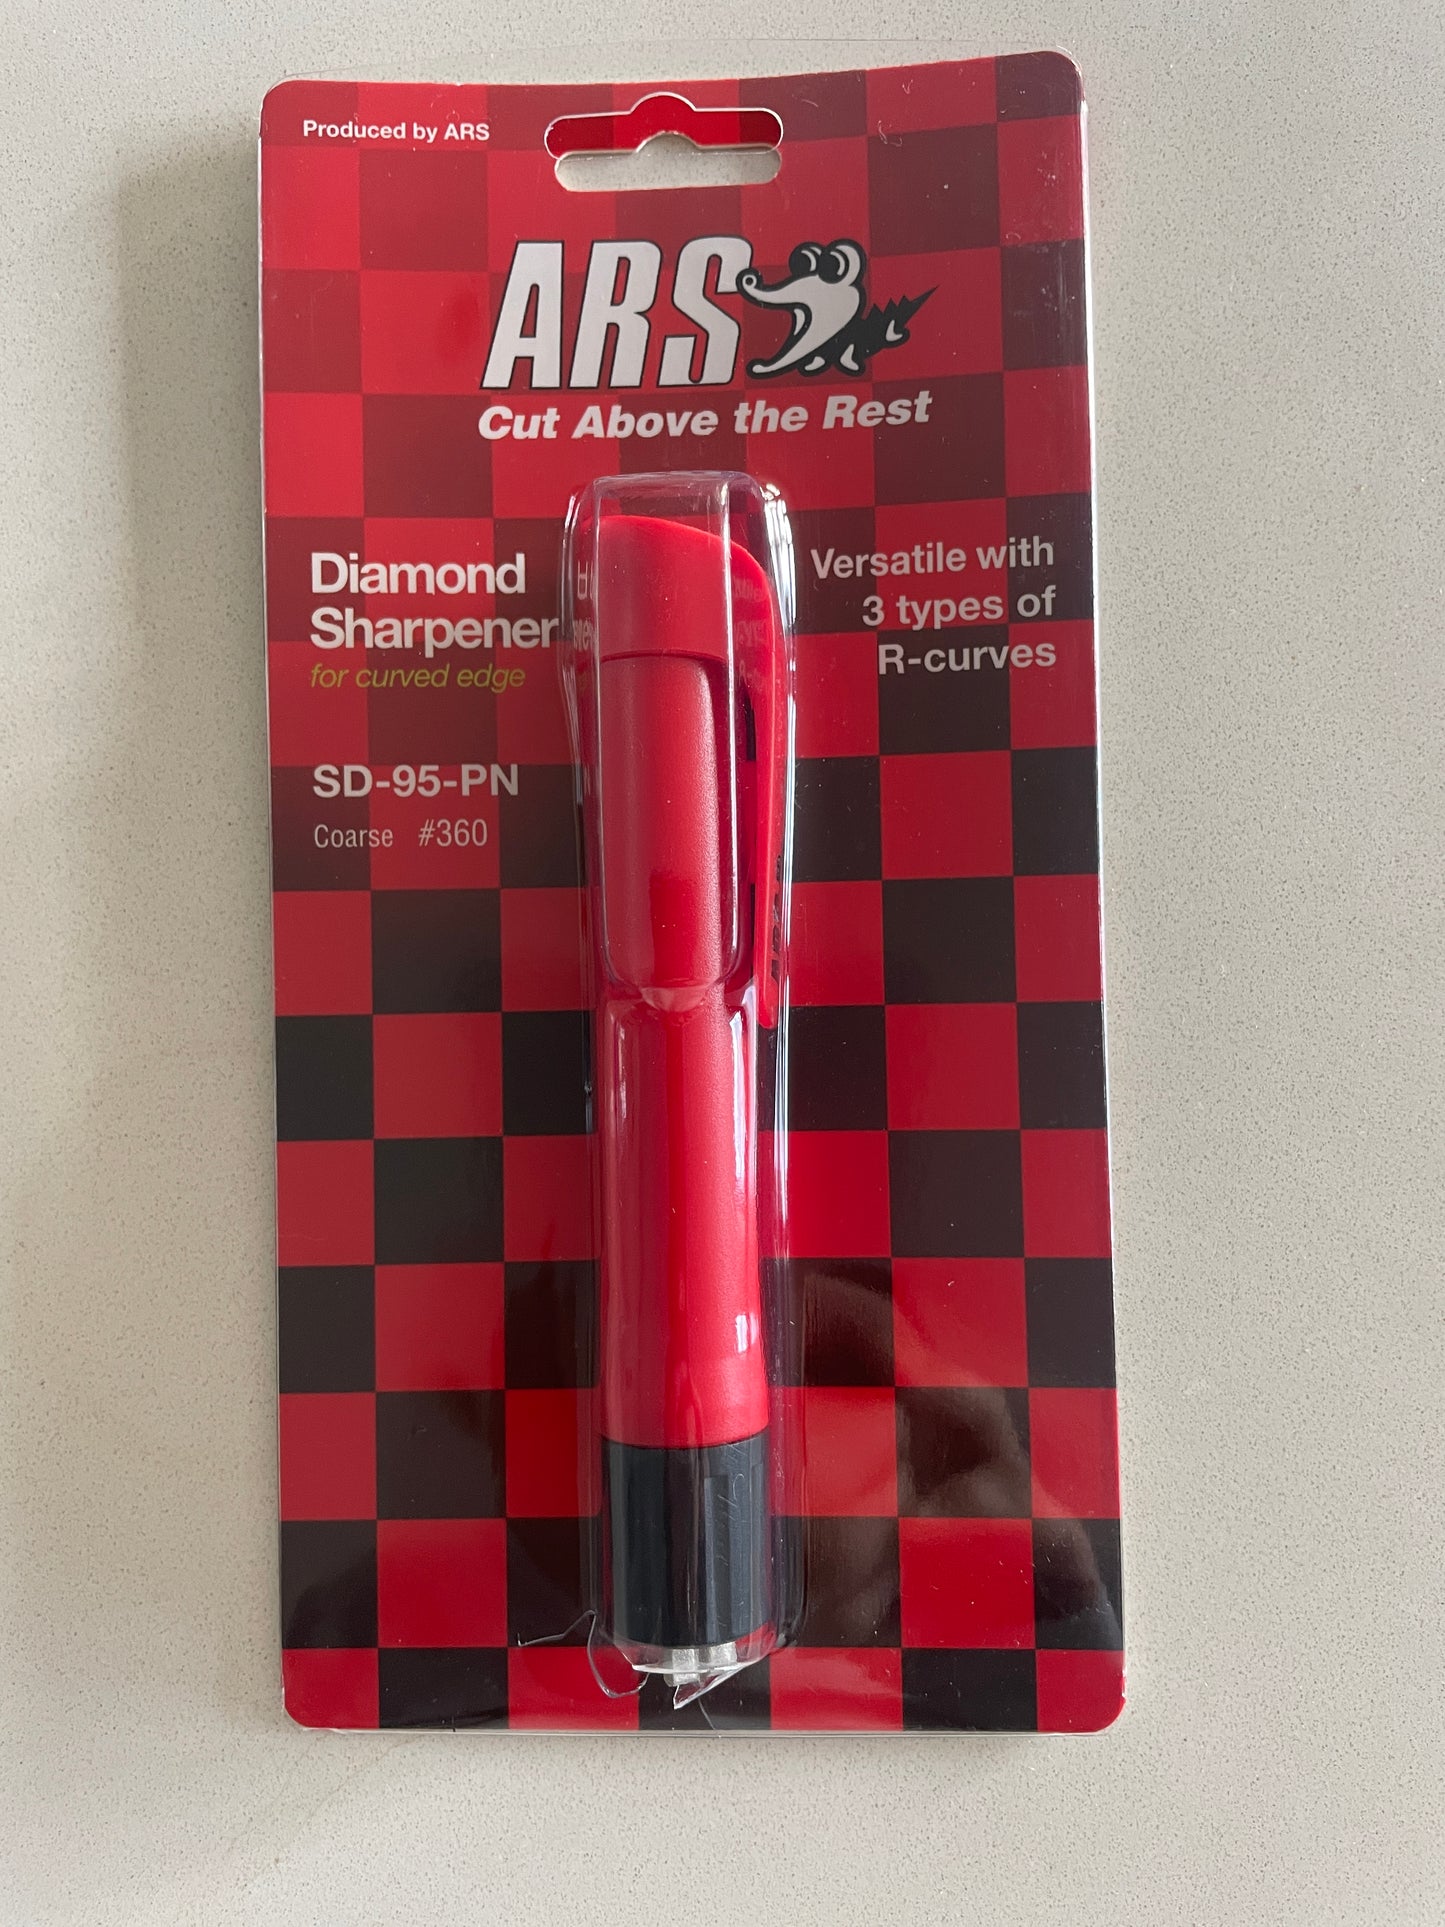 Produced by ARS
ARS
Cut Above the Rest
Diamond
Sharpener
for curved edge
Versatile with
3 types of
R-curves
SD-95-PN
Coarse #360